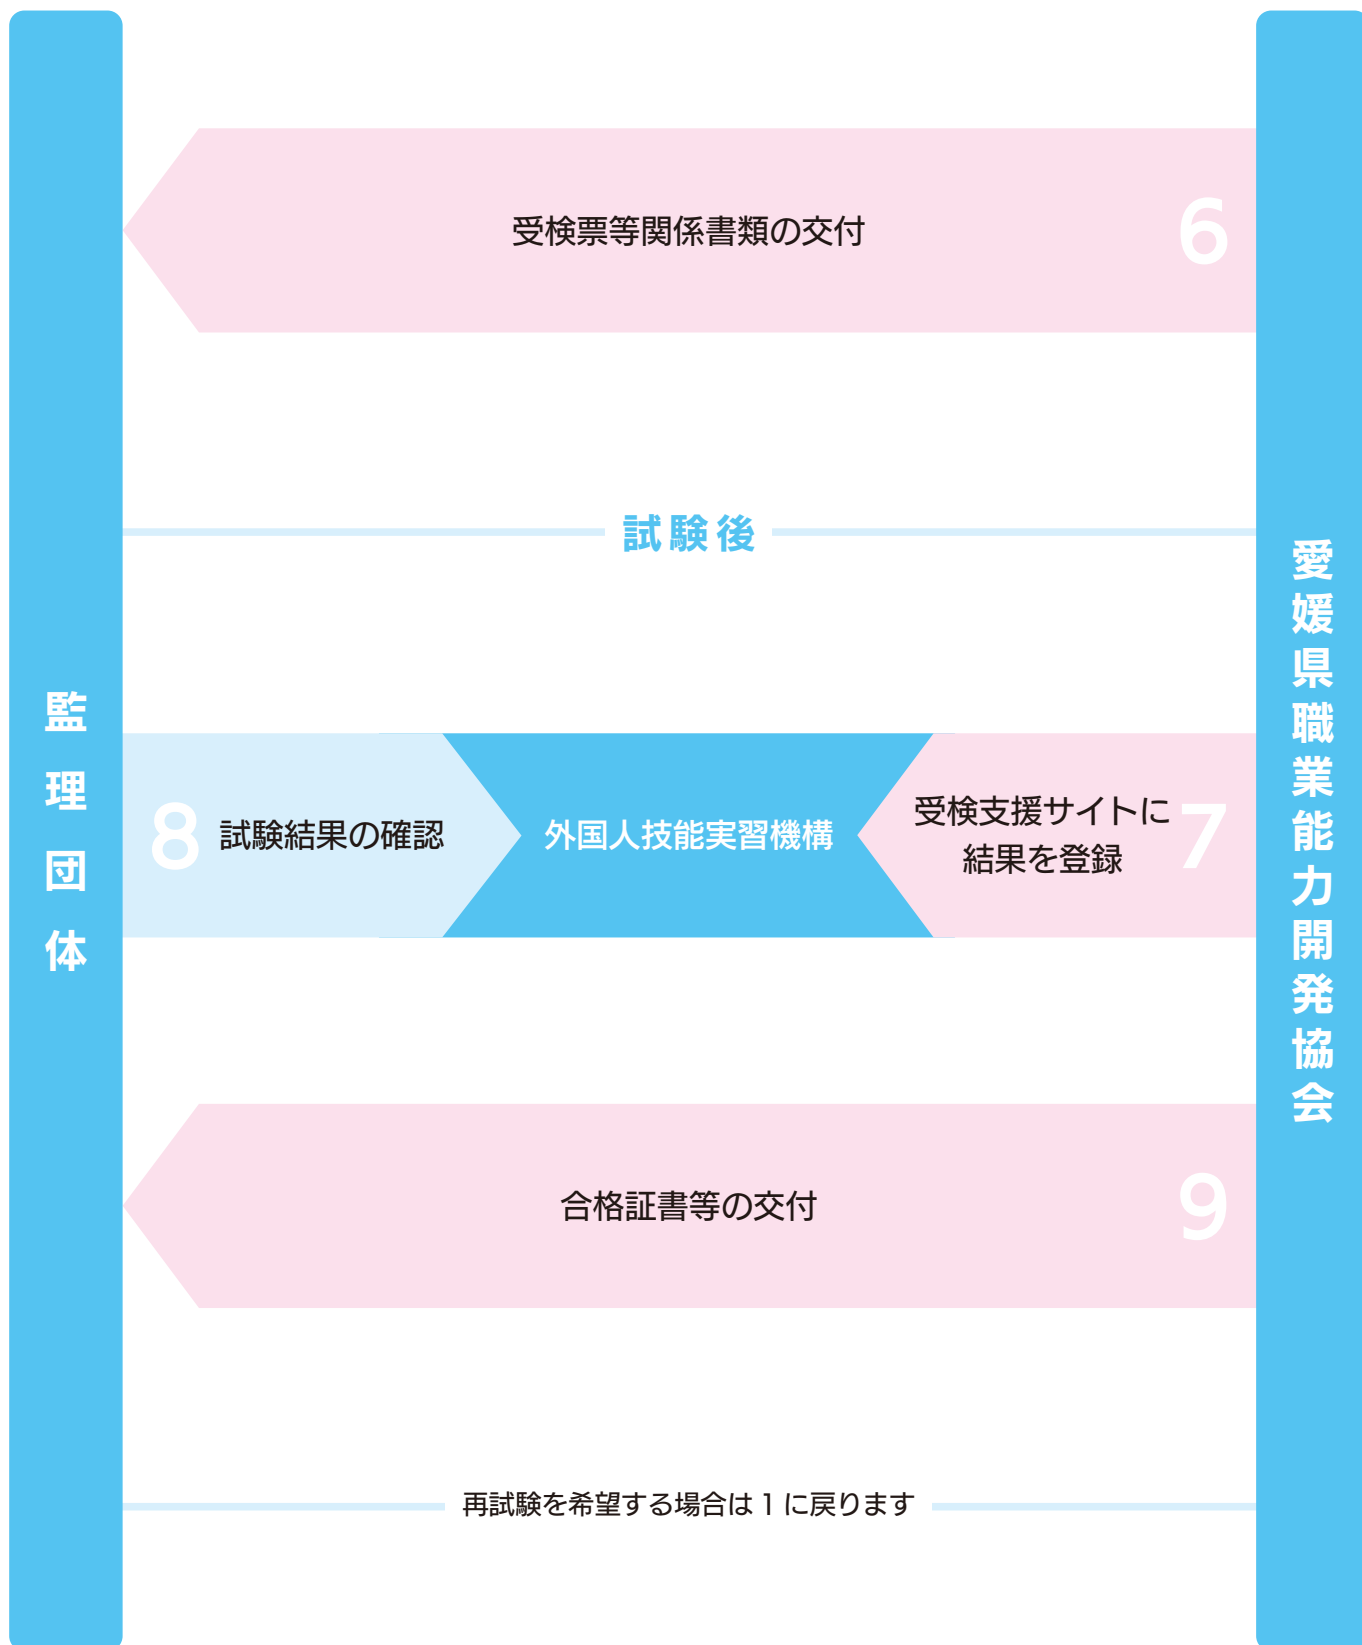 受検票等関係書類の交付
6
試験後
監理団体
愛媛県職業能力開発協会
8
試験結果の確認
外国人技能実習機構
受検支援サイトに
結果を登録
7
合格証書等の交付
9
再試験を希望する場合は1に戻ります